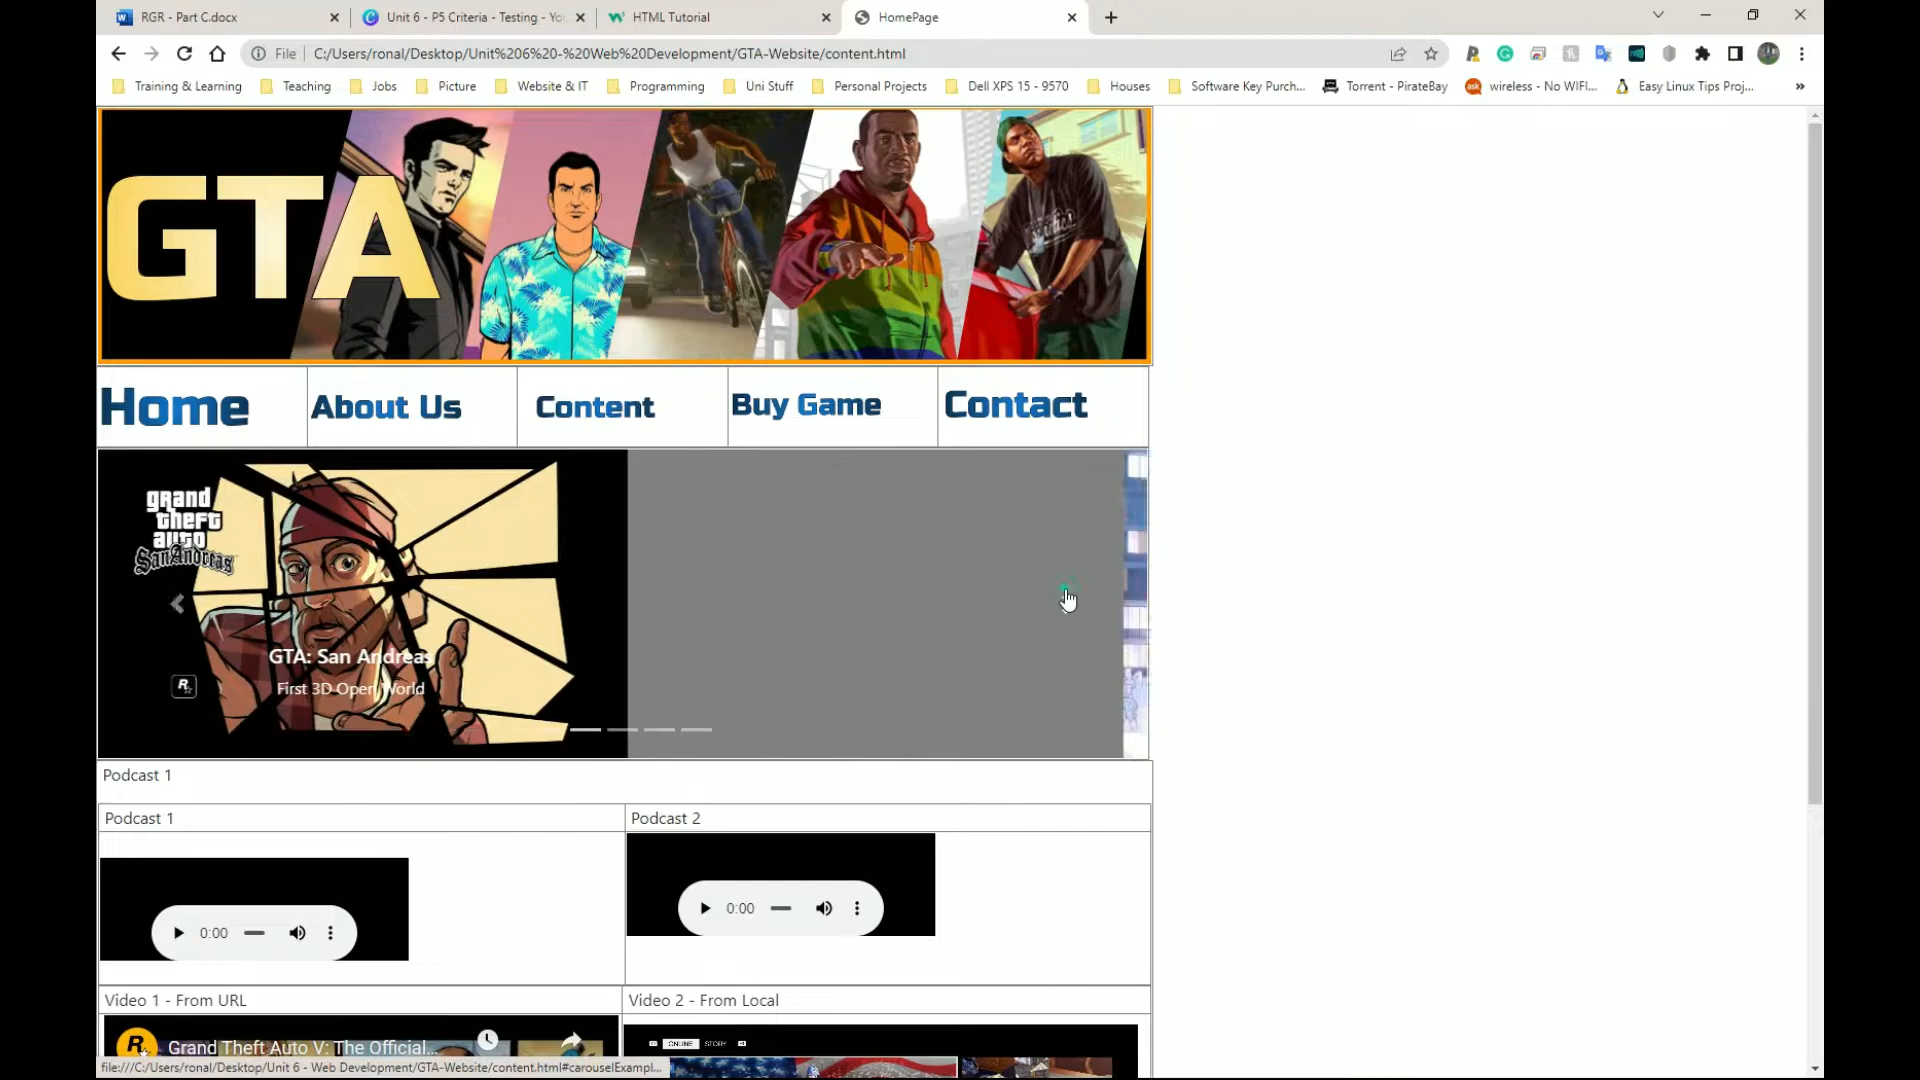 RGR - Part C.docx
Unit 6 - P5 Criteria - Testing - Yo
HTML Tutorial
HomePage
File
C:/Users/ronal/Desktop/Unit%206%20-%20Web%20Development/GTA-Website/content.html
Training & Learning
Teaching
Jobs
Picture
Website & IT
Programming
Uni Stuff
Personal Projects
Dell XPS 15 - 9570
Houses
Software Key Purch...
Torrent - PirateBay
ask
wireless - No WIFI...
Easy Linux Tips Proj...
»
GTA
Home
About Us
Content
Buy Game
Contact
grand
theft
auto
San Andreas
GTA: San Andreas
First 3D Open World
Podcast 1
Podcast 1
Podcast 2
0:00
0:00
Video 1 - From URL
Video 2 - From Local
Grand Theft Auto V: The Official...
ONLINE
STORY
file:///C:/Users/ronal/Desktop/Unit 6 - Web Development/GTA-Website/content.html#carouselExampl...